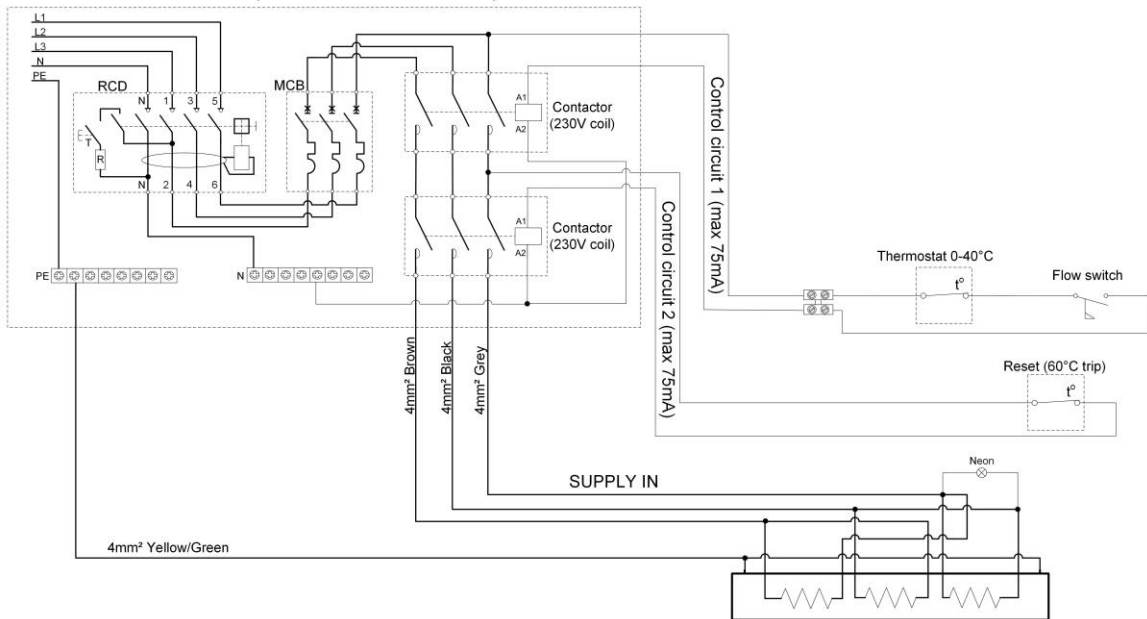 L1
L2
L3
N
PE
RCD
N 1 3 5
T
R
N 2 4 6
MCB
A1
A2
Contactor
(230V coil)
A1
A2
Contactor
(230V coil)
PE
N
Control circuit 1 (max 75mA)
Control circuit 2 (max 75mA)
Thermostat 0-40°C
t°
Flow switch
Reset (60°C trip)
t°
4mm² Brown
4mm² Black
4mm² Grey
SUPPLY IN
Neon
4mm² Yellow/Green